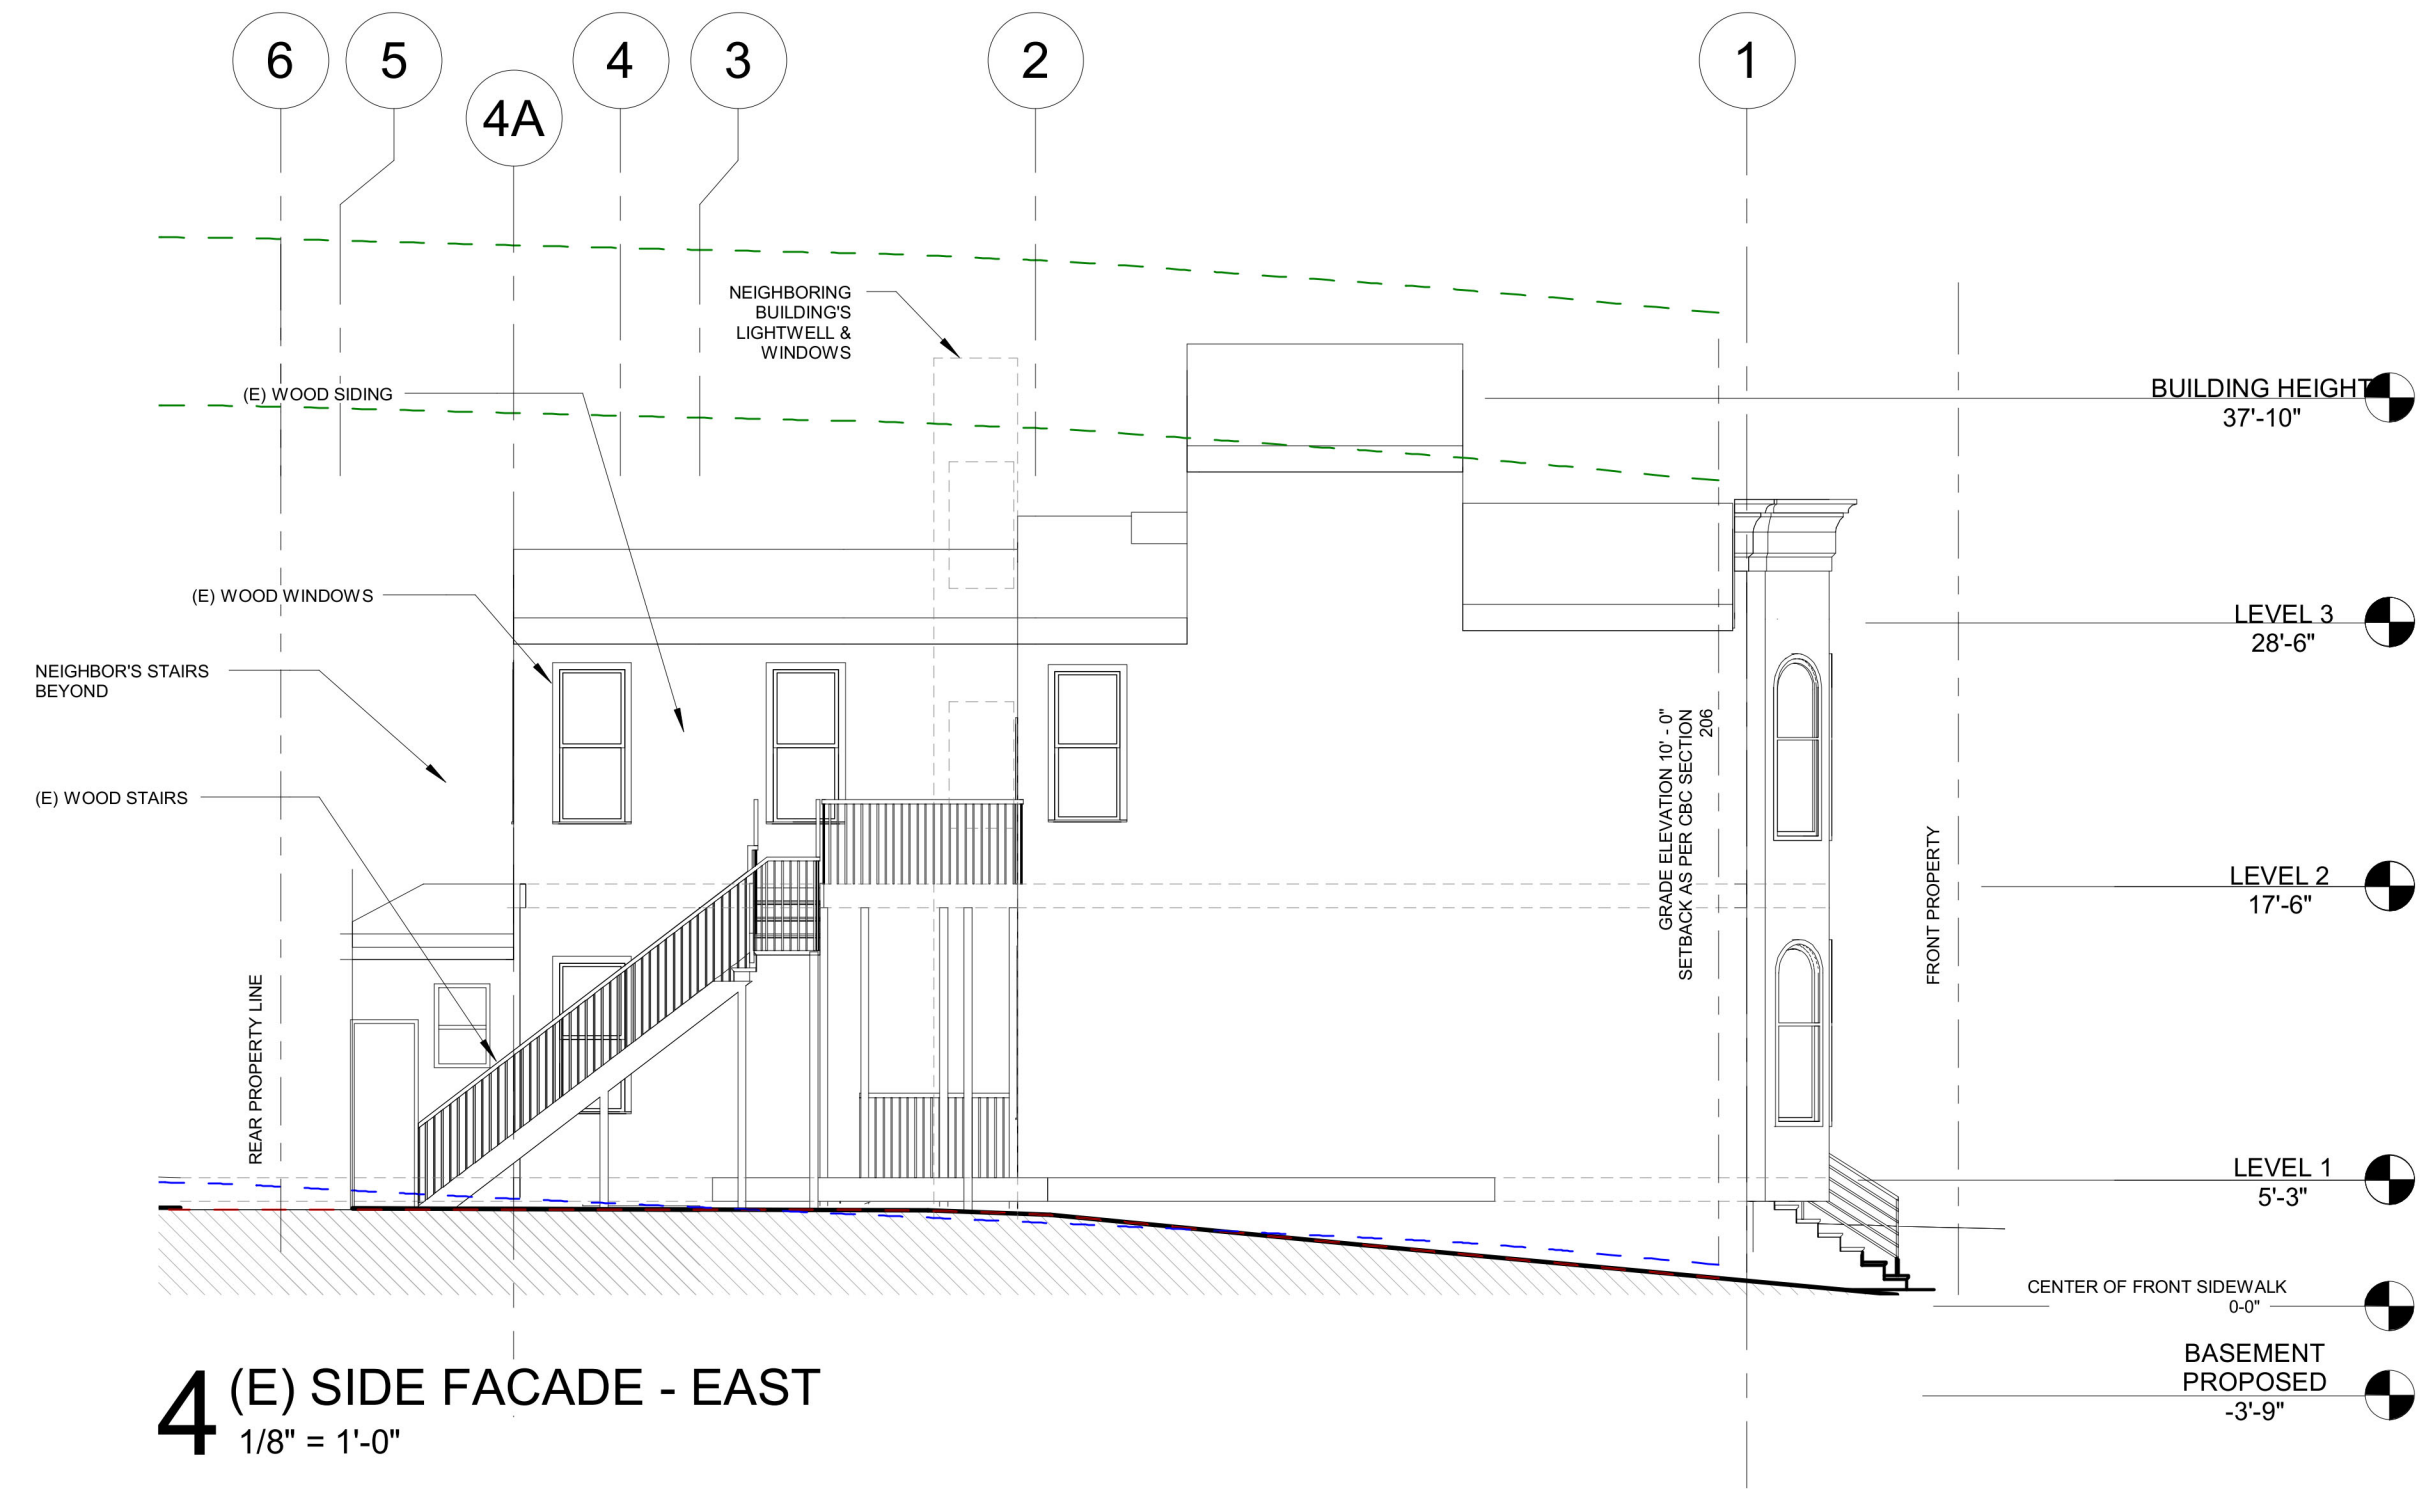 6
5
4A
4
3
2
1
NEIGHBORING
BUILDING'S
LIGHTWELL &
WINDOWS
(E) WOOD SIDING
(E) WOOD WINDOWS
NEIGHBOR'S STAIRS
BEYOND
(E) WOOD STAIRS
REAR PROPERTY LINE
GRADE ELEVATION 10' - 0"
SETBACK AS PER CBC SECTION
206
FRONT PROPERTY
BUILDING HEIGHT
37'-10"
LEVEL 3
28'-6"
LEVEL 2
17'-6"
LEVEL 1
5'-3"
CENTER OF FRONT SIDEWALK
0-0"
BASEMENT
PROPOSED
-3'-9"
4 (E) SIDE FACADE - EAST
1/8" = 1'-0"